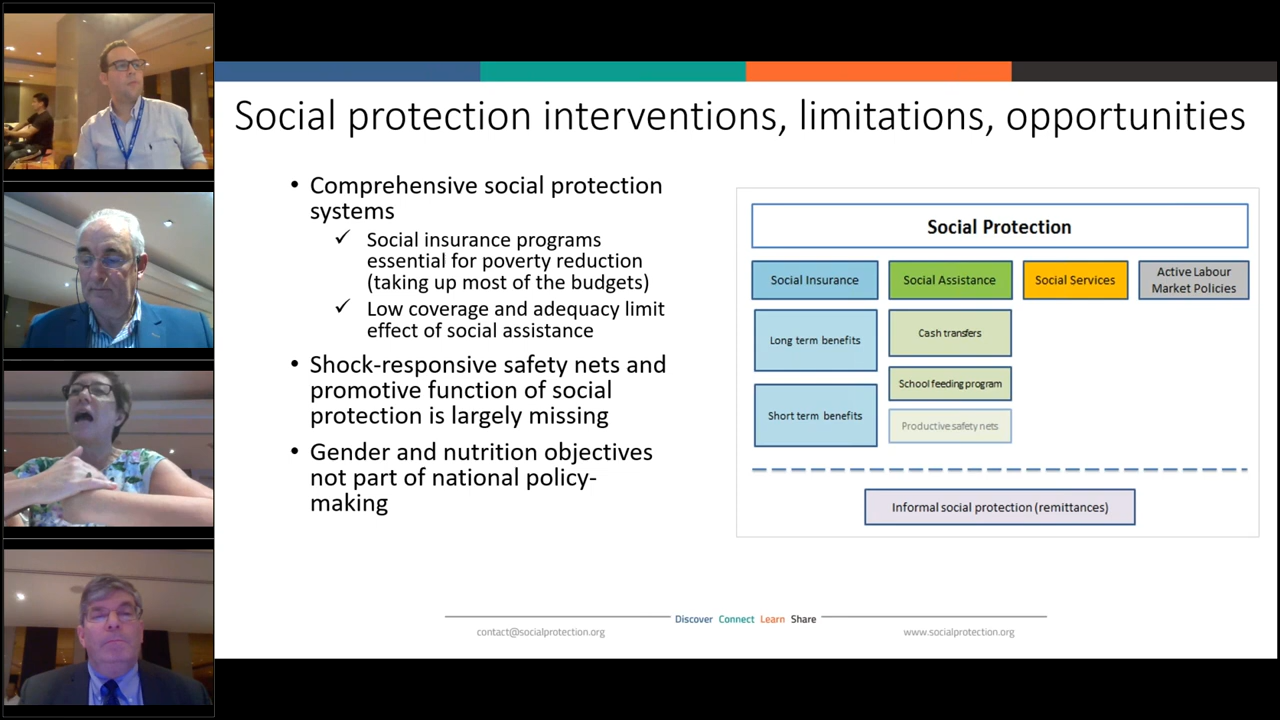 Social protection interventions, limitations, opportunities
• Comprehensive social protection
systems
✓ Social insurance programs
essential for poverty reduction
(taking up most of the budgets)
✓ Low coverage and adequacy limit
effect of social assistance
• Shock-responsive safety nets and
promotive function of social
protection is largely missing
• Gender and nutrition objectives
not part of national policy-
making
Social Protection
Social Insurance
Social Assistance
Social Services
Active Labour
Market Policies
Long term benefits
Cash transfers
School feeding program
Short term benefits
Productive safety nets
Informal social protection (remittances)
Discover Connect Learn Share
contact@socialprotection.org
www.socialprotection.org